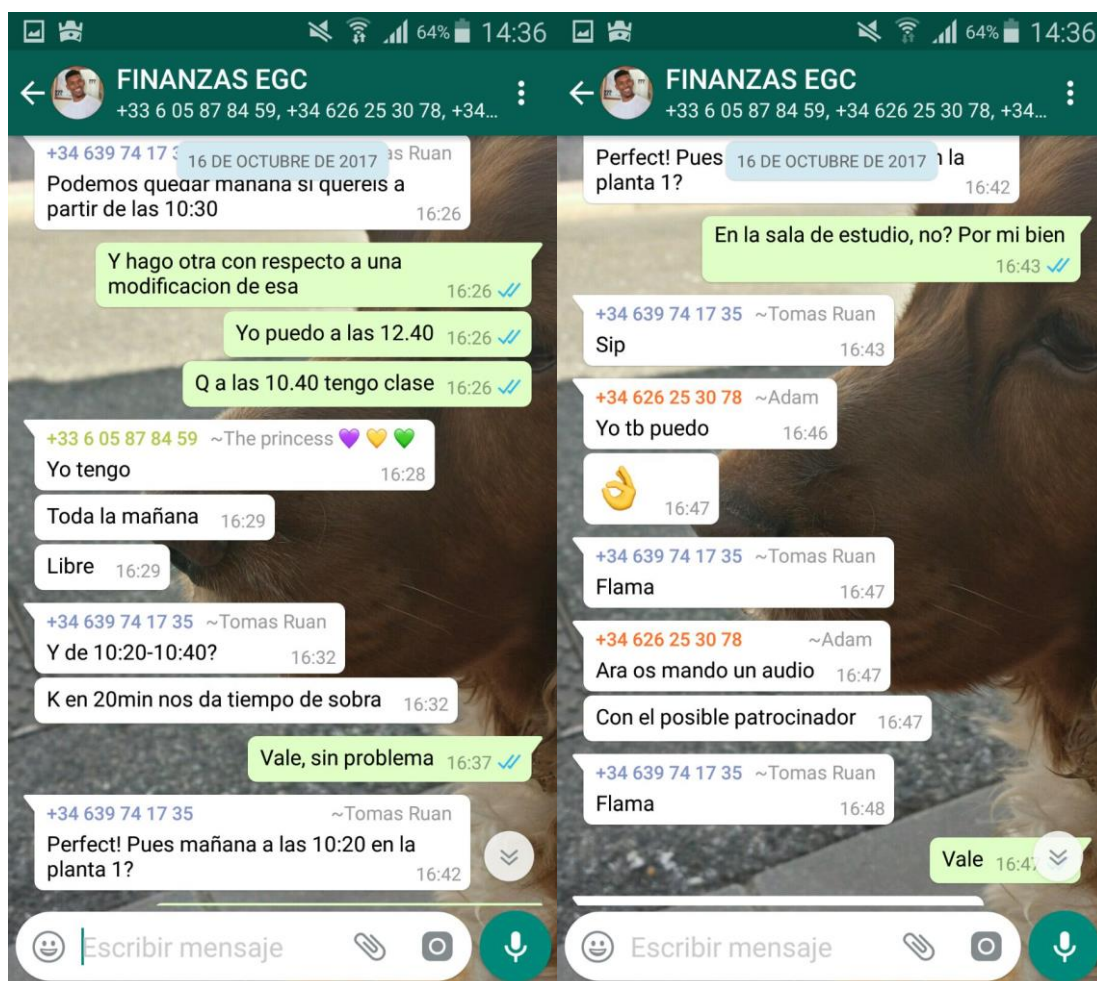 64% 14:36
FINANZAS EGC
+33 6 05 87 84 59, +34 626 25 30 78, +34...
16 DE OCTUBRE DE 2017
+34 639 74 17 as Ruan
Podemos quedar mañana si quereis a
partir de las 10:30
16:26
Y hago otra con respecto a una
modificacion de esa
16:26
Yo puedo a las 12.40 16:26
Q a las 10.40 tengo clase 16:26
+33 6 05 87 84 59 ~The princess 💜 💛 💚
Yo tengo 16:28
Toda la mañana 16:29
Libre 16:29
+34 639 74 17 35 ~Tomas Ruan
Y de 10:20-10:40? 16:32
K en 20min nos da tiempo de sobra 16:32
Vale, sin problema 16:37
+34 639 74 17 35 ~Tomas Ruan
Perfect! Pues mañana a las 10:20 en la
planta 1? 16:42
Escribir mensaje
64% 14:36
FINANZAS EGC
+33 6 05 87 84 59, +34 626 25 30 78, +34...
16 DE OCTUBRE DE 2017
Perfect! Pues n la
planta 1? 16:42
En la sala de estudio, no? Por mi bien
16:43
+34 639 74 17 35 ~Tomas Ruan
Sip 16:43
+34 626 25 30 78 ~Adam
Yo tb puedo 16:46
👌 16:47
+34 639 74 17 35 ~Tomas Ruan
Flama 16:47
+34 626 25 30 78 ~Adam
Ara os mando un audio 16:47
Con el posible patrocinador 16:47
+34 639 74 17 35 ~Tomas Ruan
Flama 16:48
Vale
Escribir mensaje